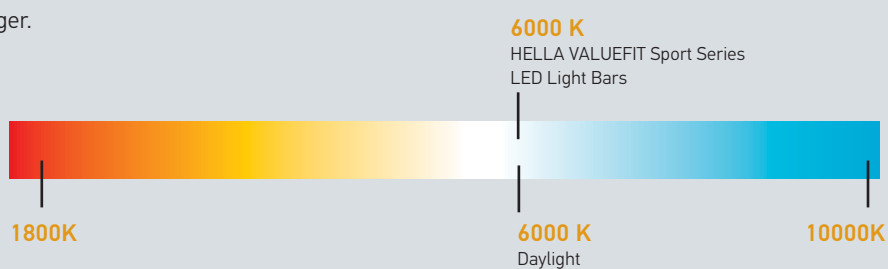 ger.
6000 K
HELLA VALUEFIT Sport Series
LED Light Bars
1800K
6000 K
10000K
Daylight